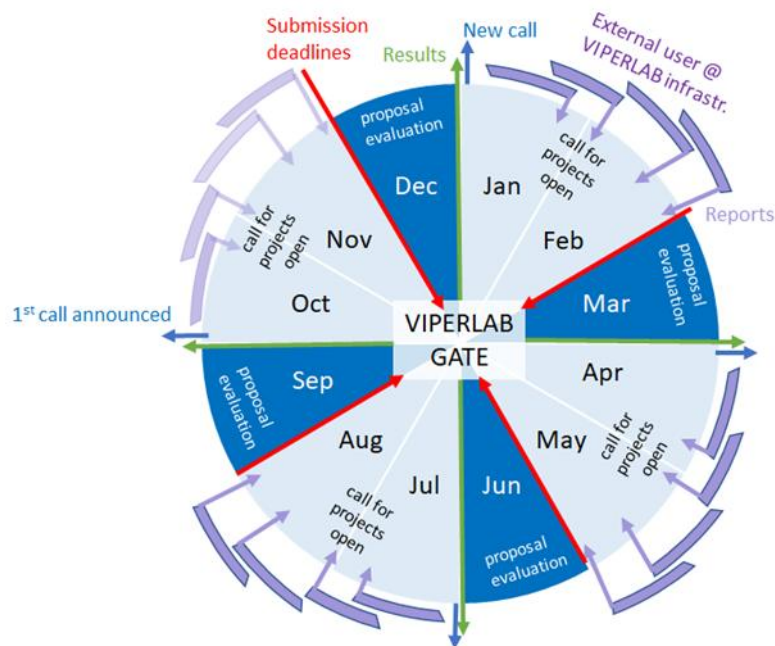 Submission
deadlines
New call
Results
External user @
VIPERLAB infrastr.
proposal
evaluation
Dec
Jan
call for
projects
open
Feb
Reports
proposal
evaluation
Mar
Nov
call for
projects
open
Oct
1st call announced
VIPERLAB
GATE
Apr
call for
projects
open
May
Sep
proposal
evaluation
Aug
Jul
call for
projects
open
Jun
proposal
evaluation